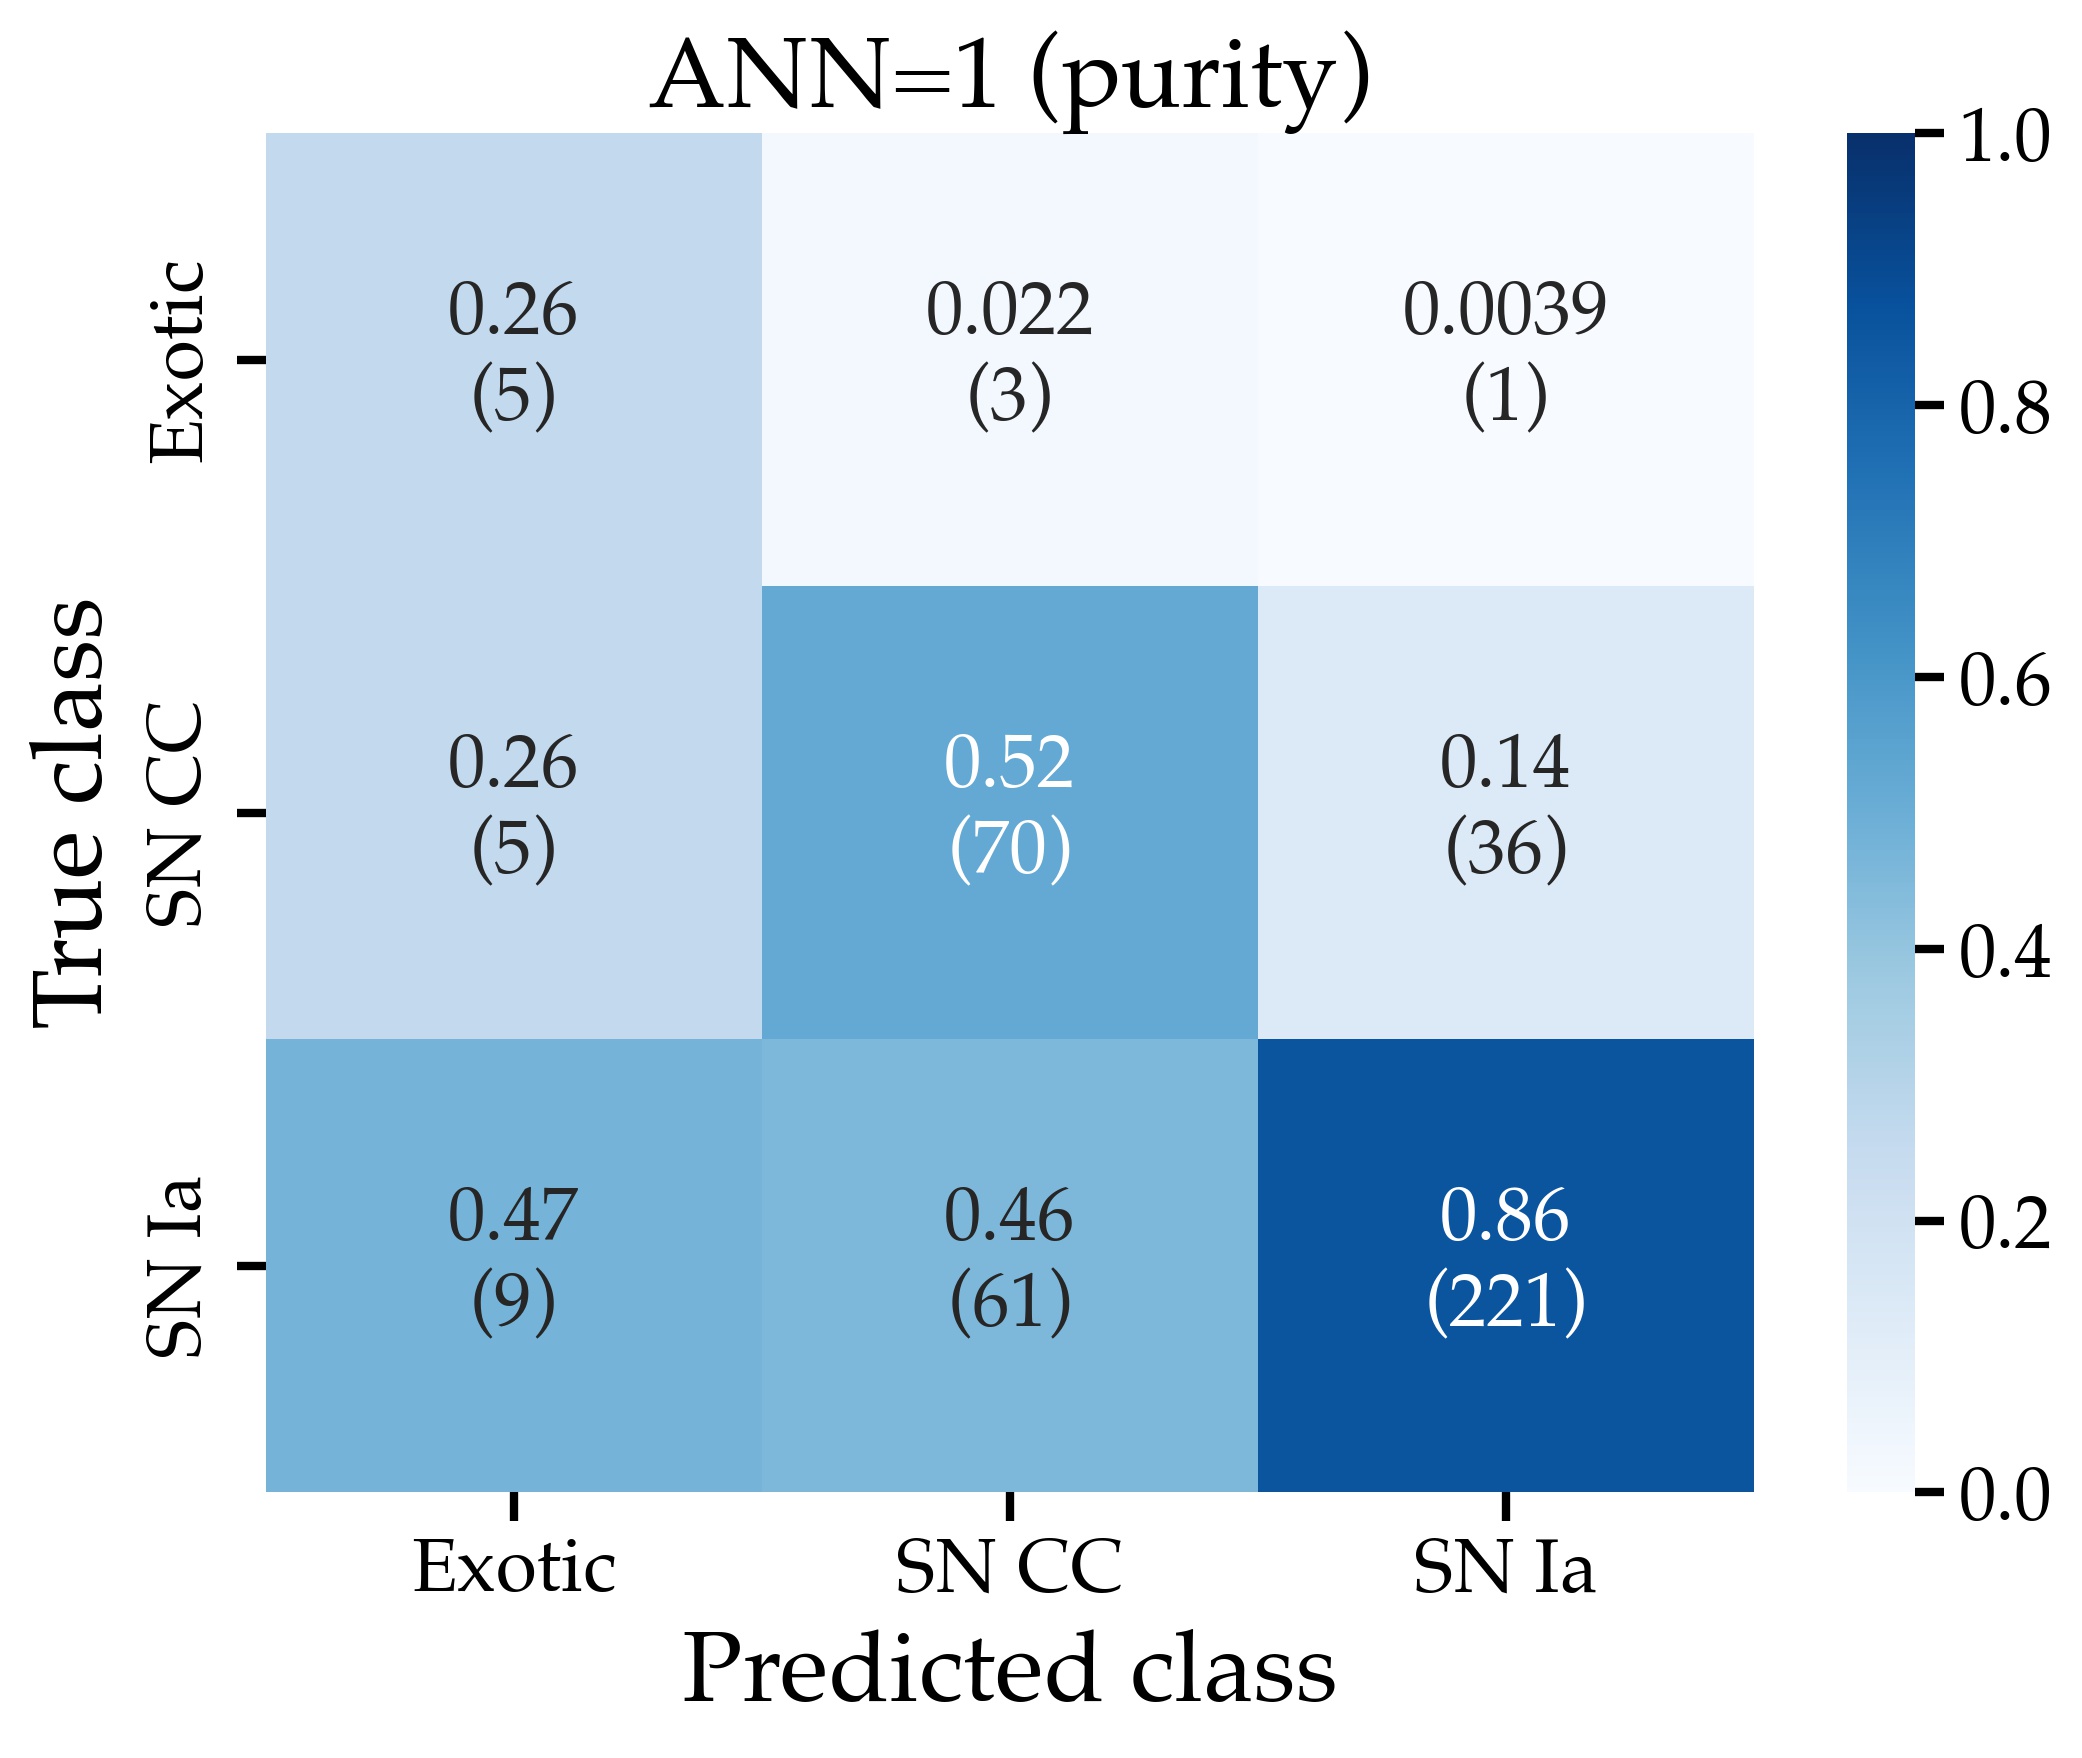 ANN=1 (purity)
True class
Exotic
0.26
(5)
0.022
(3)
0.0039
(1)
SN CC
0.26
(5)
0.52
(70)
0.14
(36)
SN Ia
0.47
(9)
0.46
(61)
0.86
(221)
Exotic
SN CC
SN Ia
Predicted class
1.0
0.8
0.6
0.4
0.2
0.0